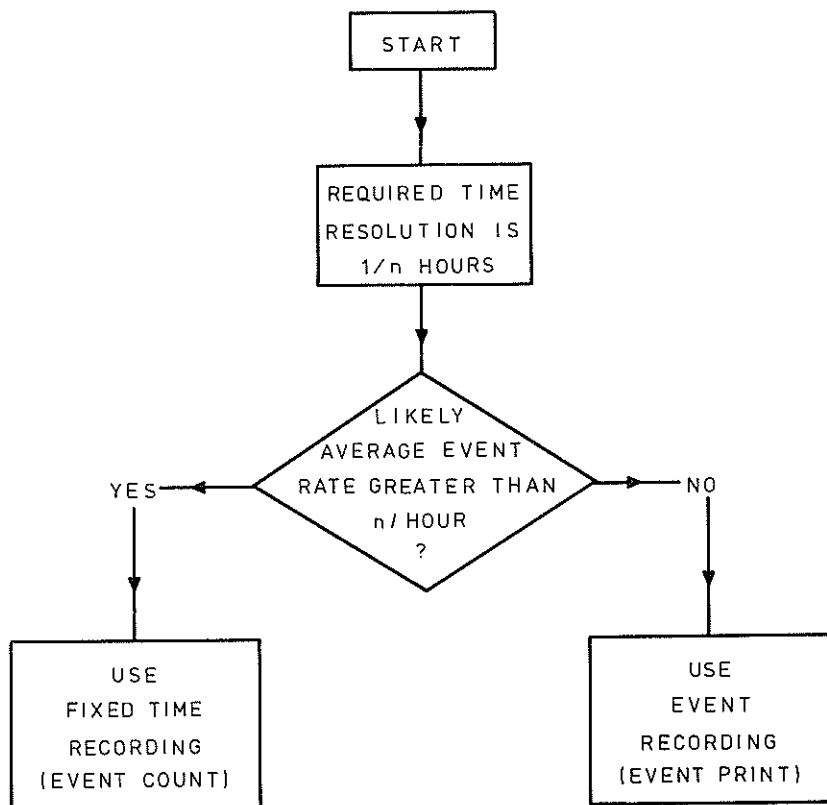 START
REQUIRED TIME
RESOLUTION IS
1/n HOURS
LIKELY
AVERAGE EVENT
RATE GREATER THAN
n/HOUR
?
YES
NO
USE
FIXED TIME
RECORDING
(EVENT COUNT)
USE
EVENT
RECORDING
(EVENT PRINT)